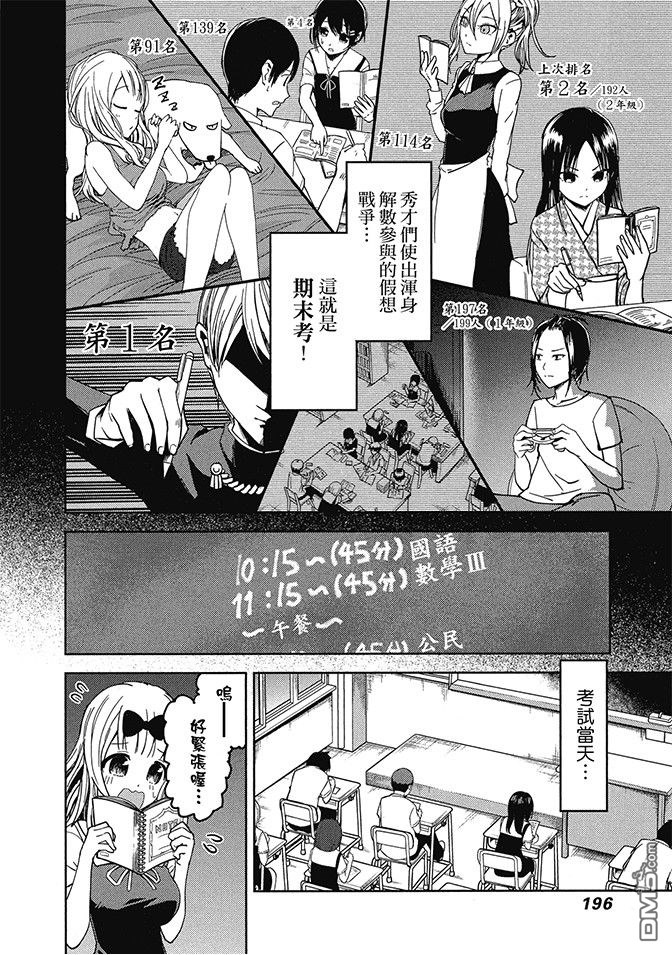 上次排名
第2名／192人
（2年級）
第4名
第139名
第91名
第114名
秀才們使出渾身
解數參與的假想
戰爭…
這就是
期末考！
第197名
／199人（1年級）
第1名
10:15～(45分)國語
11:15～(45分)數學III
～午餐～
(45分)公民
考試當天…
嗚——
好緊張喔…
196